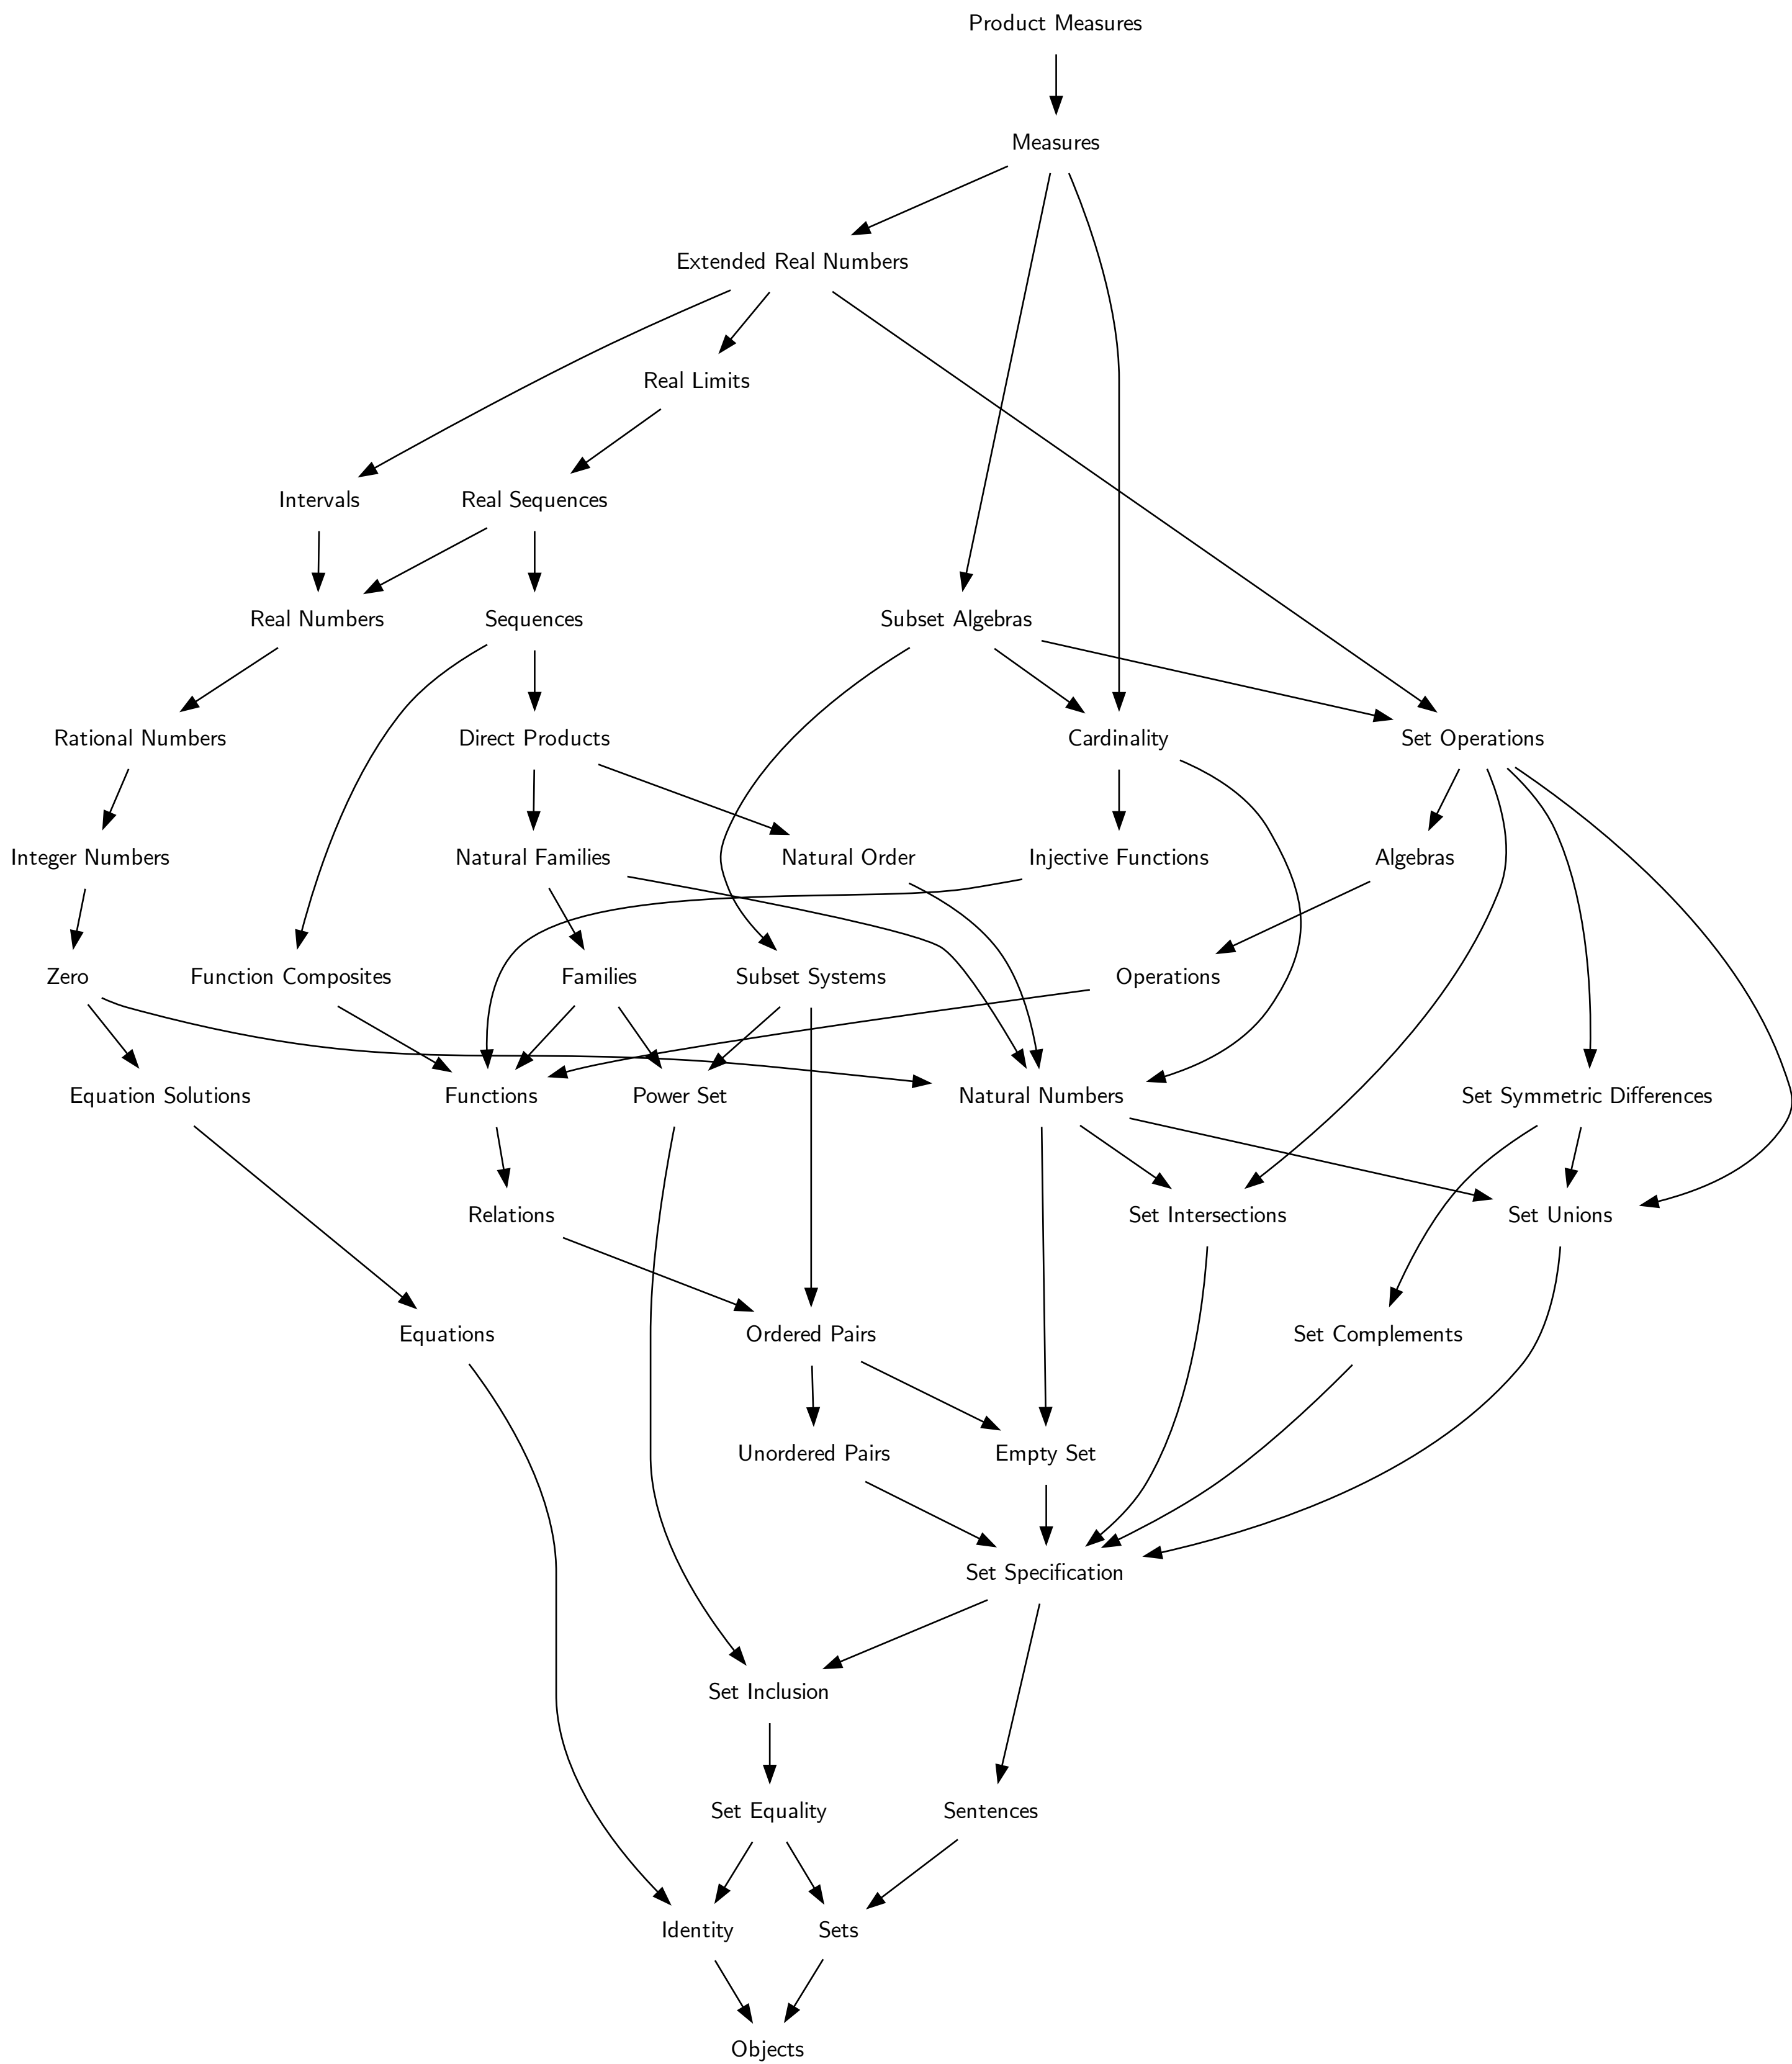 Product Measures
Measures
Extended Real Numbers
Real Limits
Intervals
Real Sequences
Real Numbers
Sequences
Subset Algebras
Rational Numbers
Direct Products
Cardinality
Set Operations
Integer Numbers
Natural Families
Natural Order
Injective Functions
Algebras
Zero
Function Composites
Families
Subset Systems
Operations
Equation Solutions
Functions
Power Set
Natural Numbers
Set Symmetric Differences
Relations
Set Intersections
Set Unions
Equations
Ordered Pairs
Set Complements
Unordered Pairs
Empty Set
Set Specification
Set Inclusion
Set Equality
Sentences
Identity
Sets
Objects